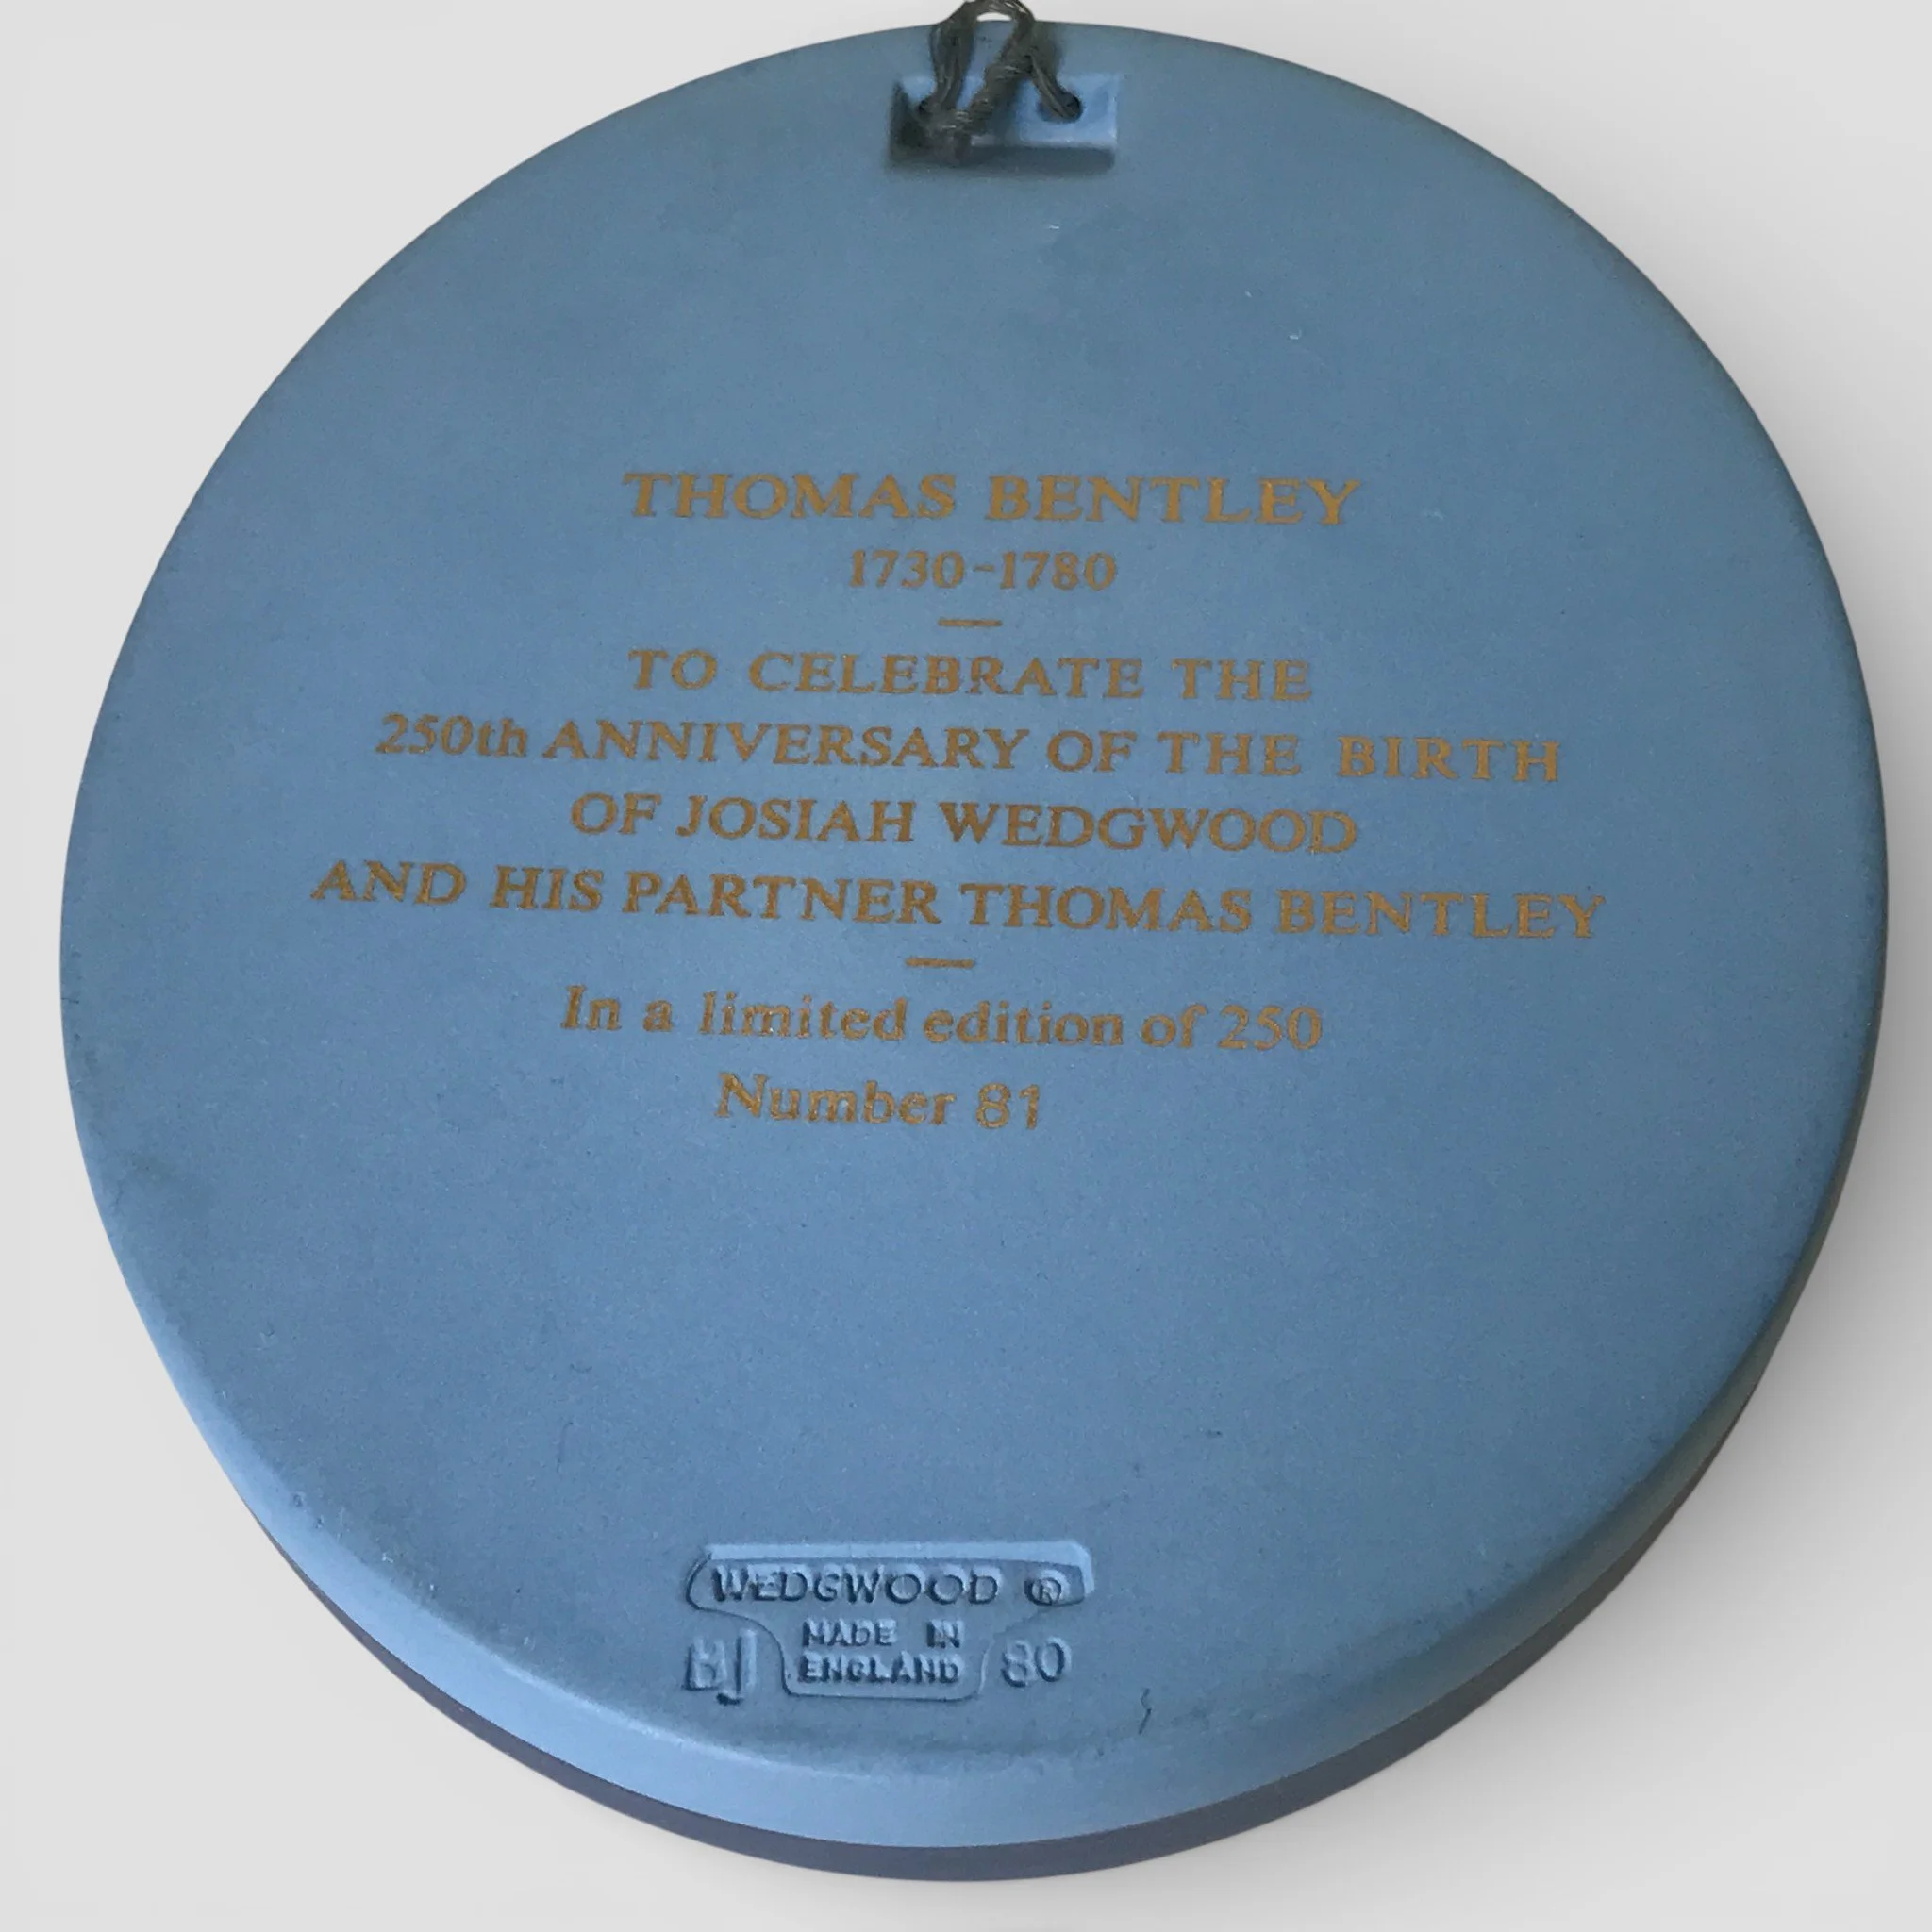 THOMAS BENTLEY
1730-1780
TO CELEBRATE THE
250th ANNIVERSARY OF THE BIRTH
OF JOSIAH WEDGWOOD
AND HIS PARTNER THOMAS BENTLEY
In a limited edition of 250
Number 81
WEDGWOOD ®
MADE IN
ENGLAND
80